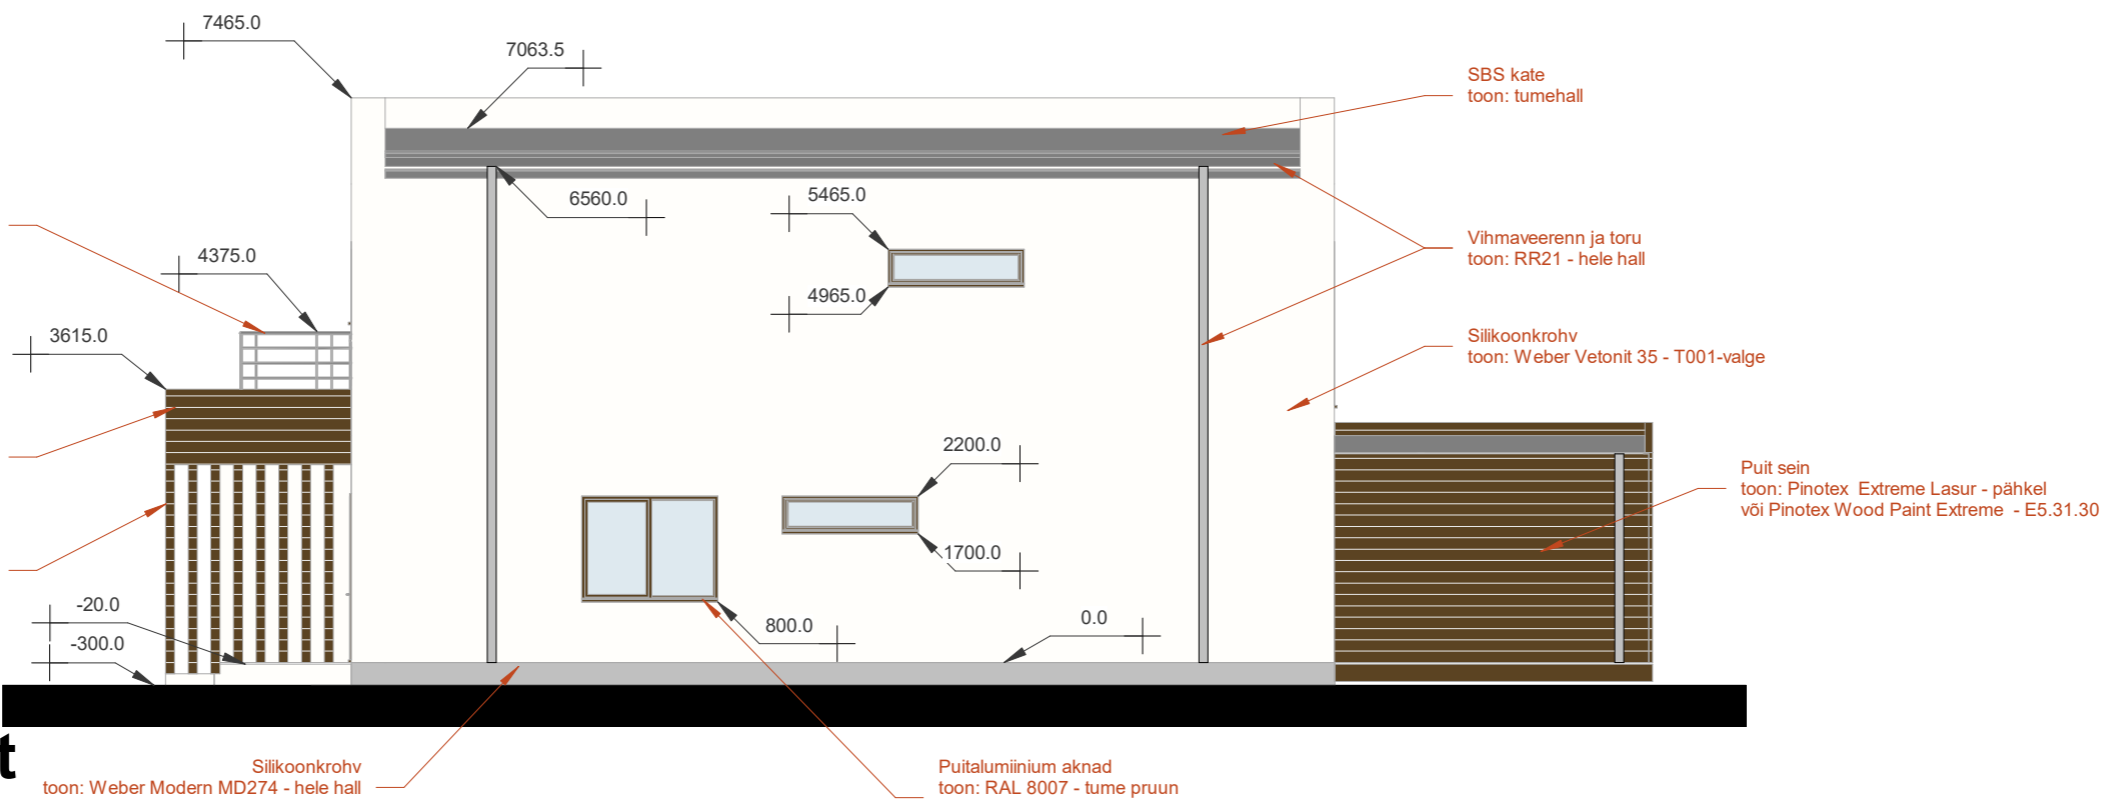 7465.0
7063.5
SBS kate
toon: tumehall
6560.0
5465.0
Vihmaveerenn ja toru
toon: RR21 - hele hall
4375.0
4965.0
3615.0
Silikoonkrohv
toon: Weber Vetonit 35 - T001-valge
2200.0
Puit sein
toon: Pinotex Extreme Lasur - pähkel
või Pinotex Wood Paint Extreme - E5.31.30
1700.0
-20.0
800.0
0.0
-300.0
t
Silikoonkrohv
toon: Weber Modern MD274 - hele hall
Puitalumiinium aknad
toon: RAL 8007 - tume pruun